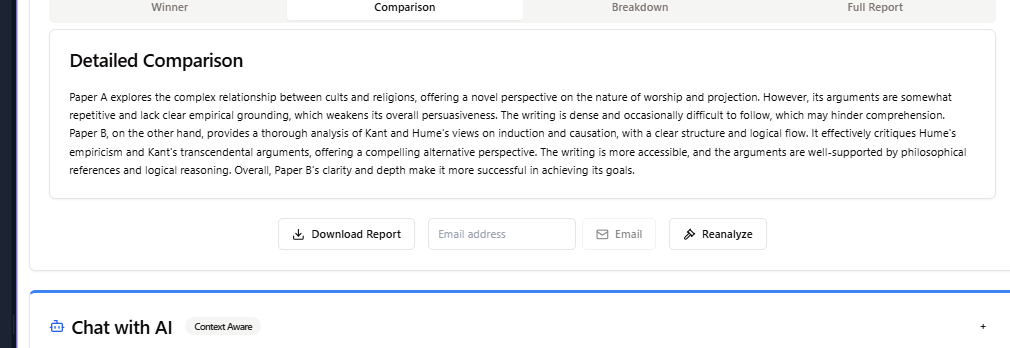 Winner Comparison Breakdown Full Report
Detailed Comparison
Paper A explores the complex relationship between cults and religions, offering a novel perspective on the nature of worship and projection. However, its arguments are somewhat
repetitive and lack clear empirical grounding, which weakens its overall persuasiveness. The writing is dense and occasionally difficult to follow, which may hinder comprehension.
Paper B, on the other hand, provides a thorough analysis of Kant and Hume's views on induction and causation, with a clear structure and logical flow. It effectively critiques Hume's
empiricism and Kant's transcendental arguments, offering a compelling alternative perspective. The writing is more accessible, and the arguments are well-supported by philosophical
references and logical reasoning. Overall, Paper B's clarity and depth make it more successful in achieving its goals.
Download Report Email address Email Reanalyze
Chat with AI Context Aware +